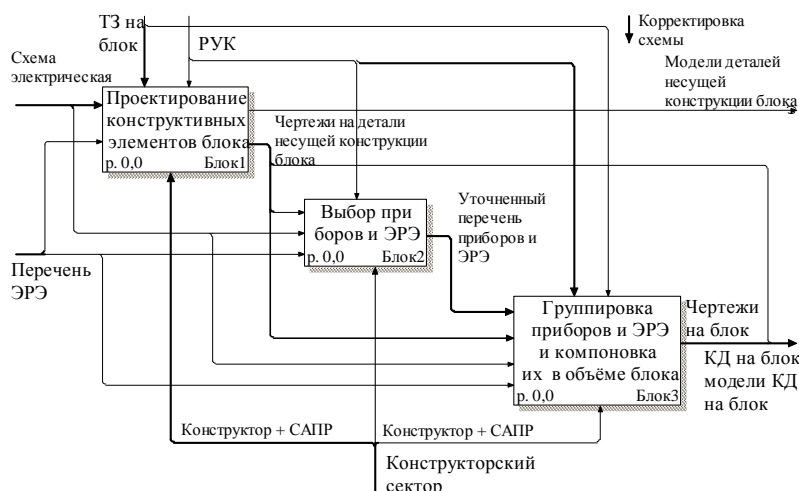 ТЗ на
блок
РУК
Корректировка
схемы
Схема
электрическая
Модели деталей
несущей
конструкции блока
Проектирование
конструктивных
элементов блока
р. 0,0 Блок1
Чертежи на детали
несущей конструкции
блока
Выбор при
боров и ЭРЭ
р. 0,0 Блок2
Уточненный
перечень
приборов и
ЭРЭ
Перечень
ЭРЭ
Группировка
приборов и ЭРЭ
и компоновка
их в объёме блока
р. 0,0 Блок3
Чертежи
на блок
КД на блок
модели КД
на блок
Конструктор + САПР
Конструктор + САПР
Конструкторский
сектор